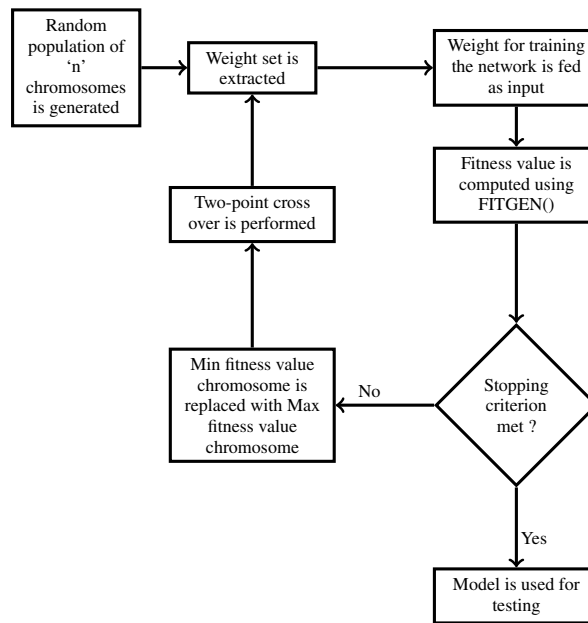 Random
population of
‘n’
chromosomes
is generated
Weight set is
extracted
Weight for training
the network is fed
as input
Fitness value is
computed using
FITGEN()
Two-point cross
over is performed
Stopping
criterion
met ?
No
Min fitness value
chromosome is
replaced with Max
fitness value
chromosome
Yes
Model is used for
testing